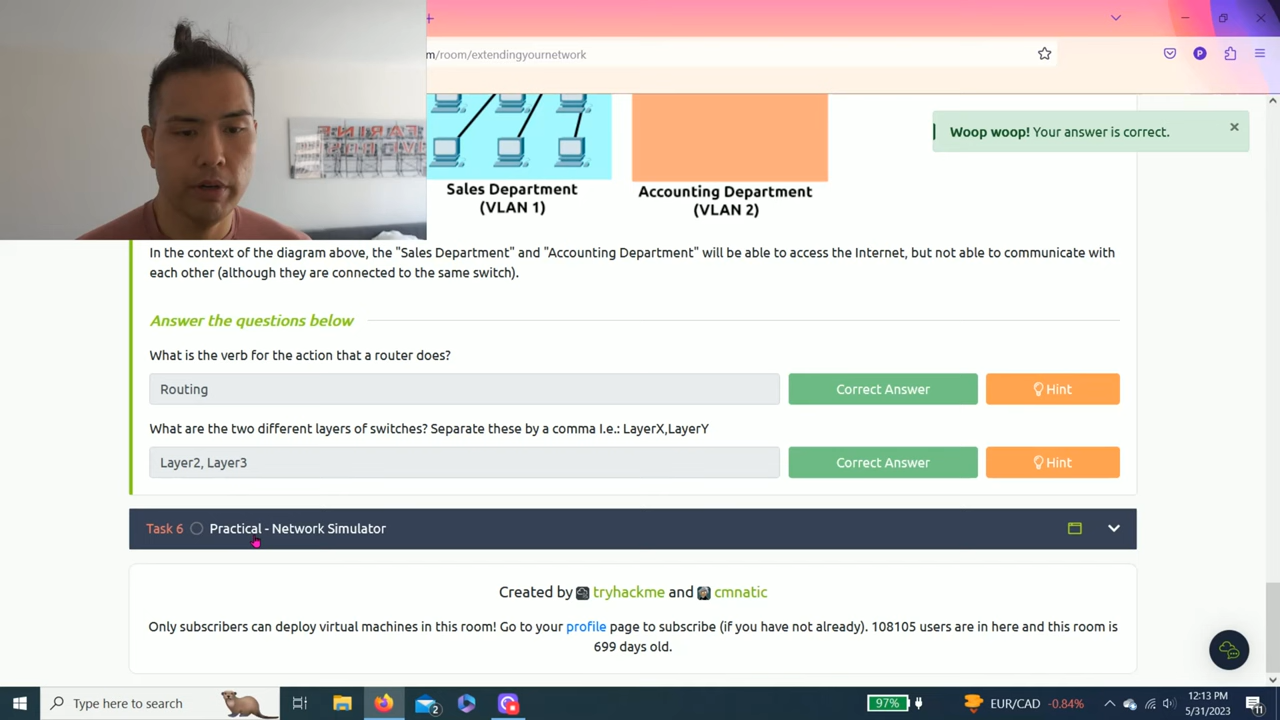 m/room/extendingyournetwork
Woop woop! Your answer is correct.
Sales Department
(VLAN 1)
Accounting Department
(VLAN 2)
In the context of the diagram above, the "Sales Department" and "Accounting Department" will be able to access the Internet, but not able to communicate with
each other (although they are connected to the same switch).
Answer the questions below
What is the verb for the action that a router does?
Routing
Correct Answer
Hint
What are the two different layers of switches? Separate these by a comma I.e.: LayerX,LayerY
Layer2, Layer3
Correct Answer
Hint
Task 6 Practical - Network Simulator
Created by tryhackme and cmnatic
Only subscribers can deploy virtual machines in this room! Go to your profile page to subscribe (if you have not already). 108105 users are in here and this room is
699 days old.
Type here to search
2
97%
EUR/CAD -0.84%
12:13 PM
5/31/2023
11